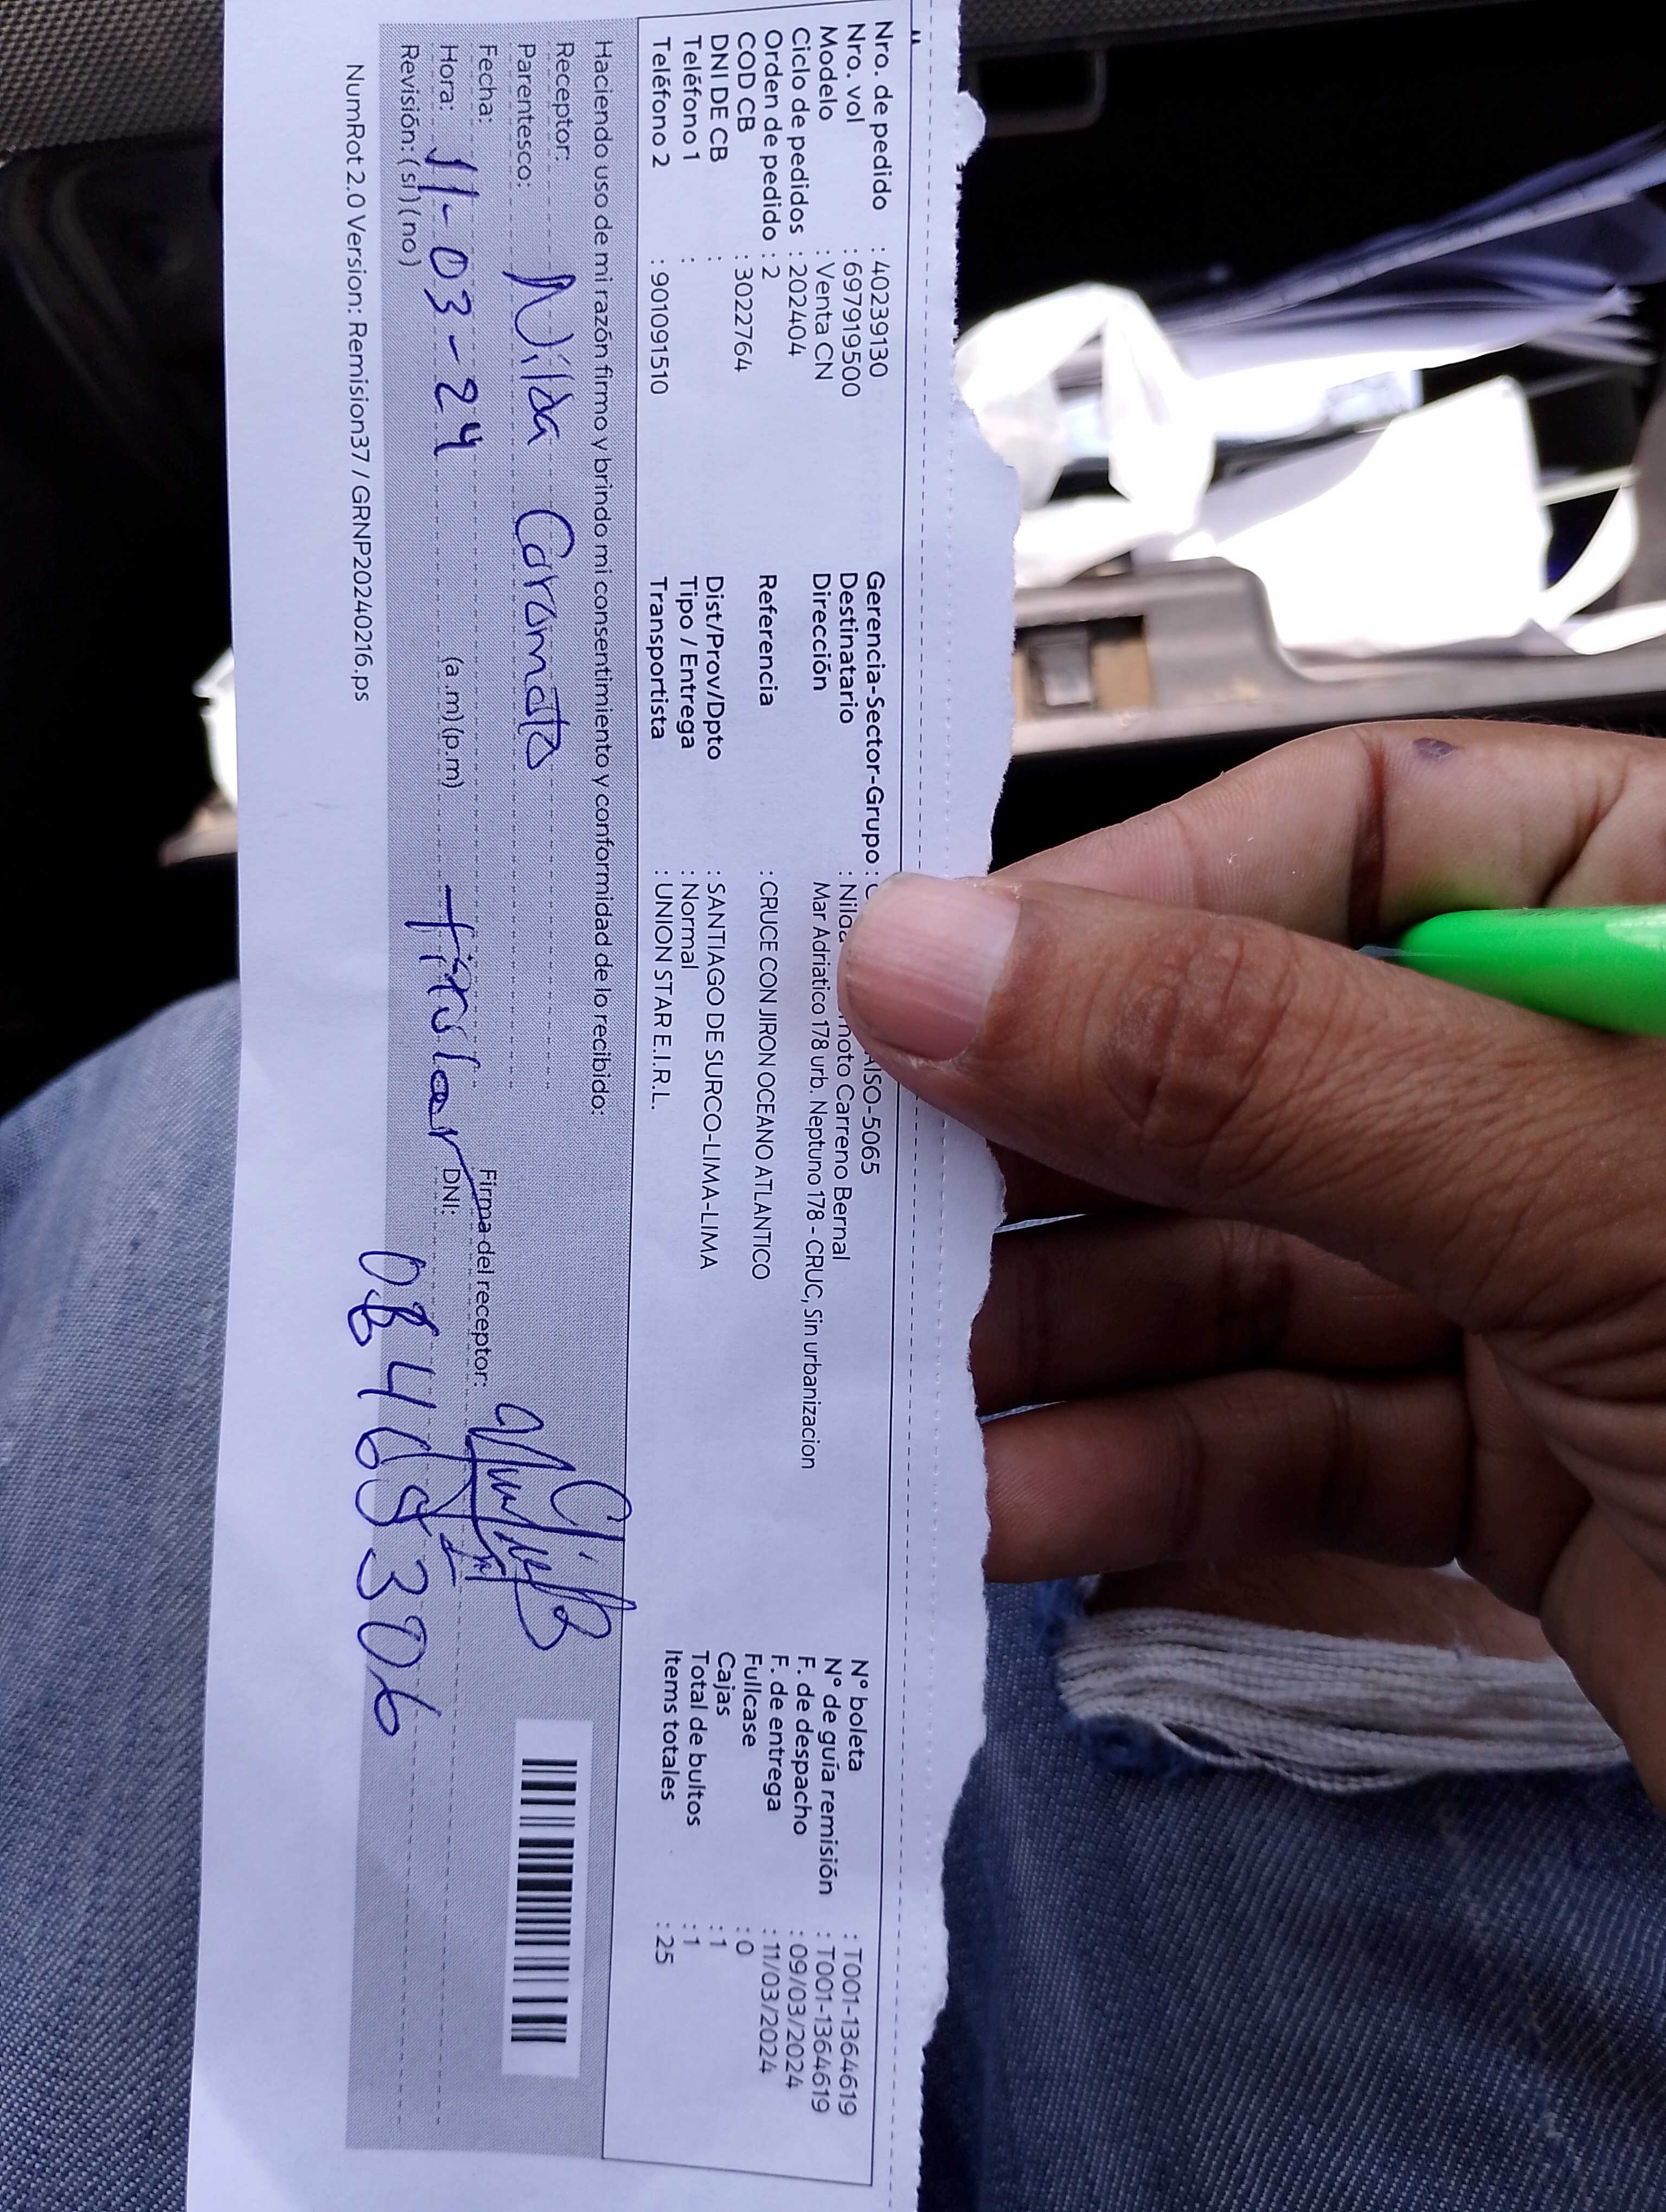 Nro. de pedido : 40239130
Nro. vol : 697919500
Modelo : Venta CN
Ciclo de pedidos : 202404
Orden de pedido : 2
COD CB : 3022764
DNI DE CB :
Teléfono 1 :
Teléfono 2 : 901091510
Gerencia-Sector-Grupo : AISO-5065
Destinatario : Nilda Carreno Bernal
Dirección Mar Adriatico 178 urb. Neptuno 178 - CRUC, Sin urbanizacion
Referencia : CRUCE CON JIRON OCEANO ATLANTICO
Dist/Prov/Dpto : SANTIAGO DE SURCO-LIMA-LIMA
Tipo / Entrega : Normal
Transportista : UNION STAR E.I.R.L.
N° boleta : T001-1364619
N° de guía remisión : T001-1364619
F. de despacho : 09/03/2024
F. de entrega : 11/03/2024
Fullcase : 0
Cajas : 1
Total de bultos : 1
Items totales : 25
Haciendo uso de mi razón firmo y brindo mi consentimiento y conformidad de lo recibido:
Receptor: Nilda Caramoto
Parentesco:
Fecha: 11-03-24
Hora: (a .m)(p.m)
Revisión: (si)(no)
titular
Firma del receptor:
DNI: 08465306
NumRot 2.0 Version: Remision37 / GRNP20240216.ps